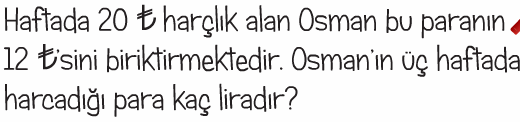 Haftada 20 ₺ harçlık alan Osman bu paranın
12 ₺'sini biriktirmektedir. Osman'ın üç haftada
harcadığı para kaç liradır?